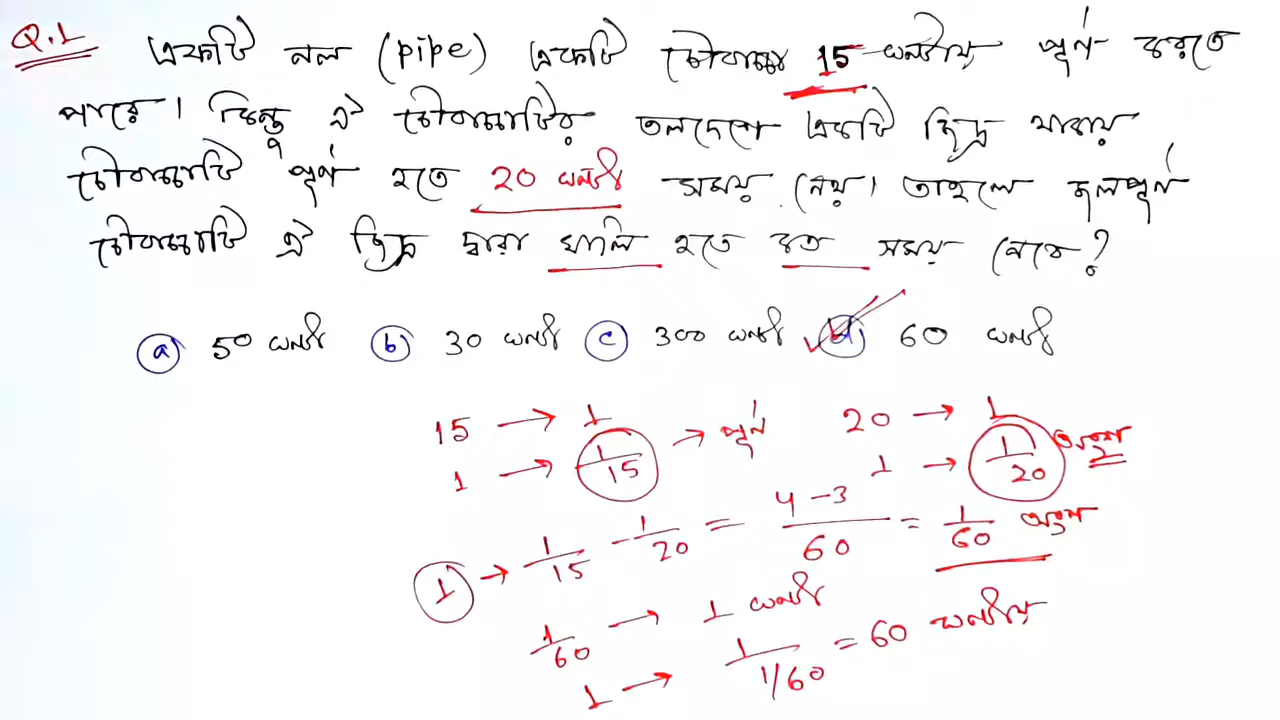 Q.1 একটি নল (pipe) একটি চৌবাচ্চা 15 ঘন্টায় পূর্ণ করতে
পারে। কিন্তু ঐ চৌবাচ্চাটির তলদেশে একটি ছিদ্র থাকায়
চৌবাচ্চাটি পূর্ণ হতে 20 ঘন্টা সময় নেয়। তাহলে জলপূর্ণ
চৌবাচ্চাটি ঐ ছিদ্র দ্বারা খালি হতে কত সময় নেবে?
a) 50 ঘন্টা b) 30 ঘন্টা c) 300 ঘন্টা d) 60 ঘন্টা
15 → 1 20 → 1
1 → 1/15 → পূর্ণ 1 → 1/20 অংশ
1 → 1/15 - 1/20 = 4-3/60 = 1/60 অংশ
1/60 → 1 ঘন্টা
1 → 1/1/60 = 60 ঘন্টায়